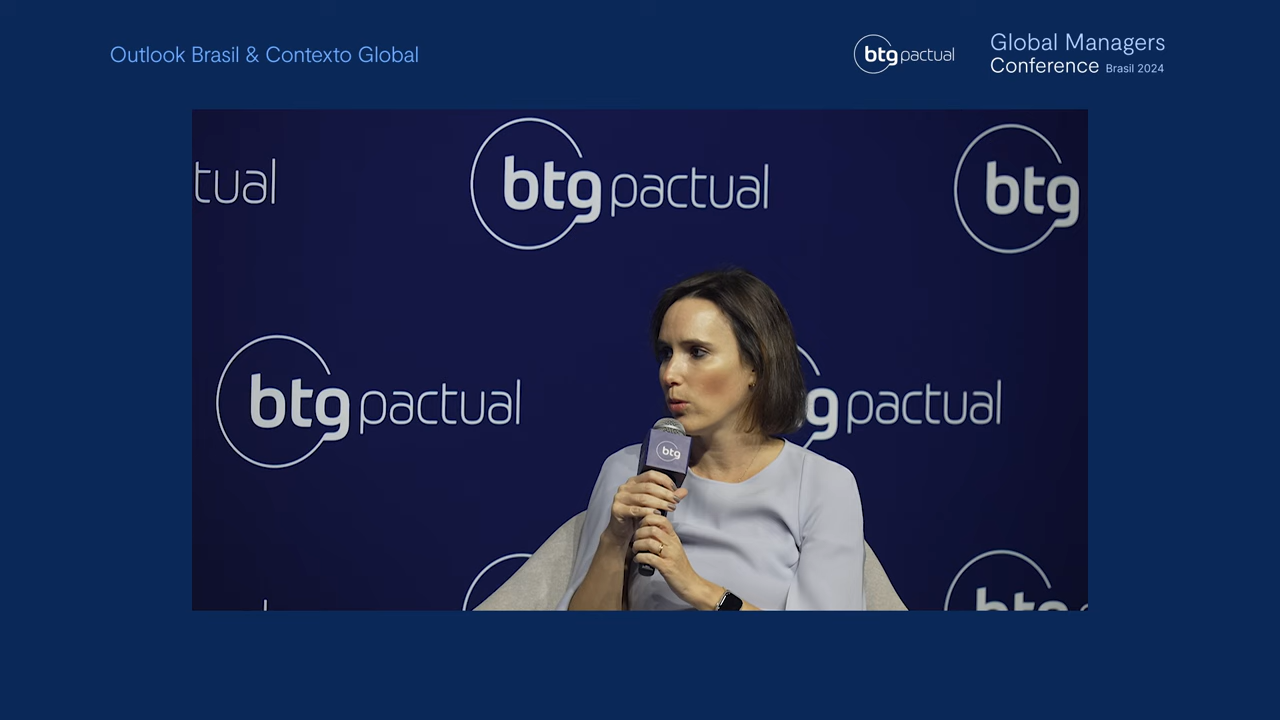 Outlook Brasil & Contexto Global
btg pactual
Global Managers
Conference Brasil 2024
tual
btg pactual
btg
btg pactual
g pactual
btg
btg